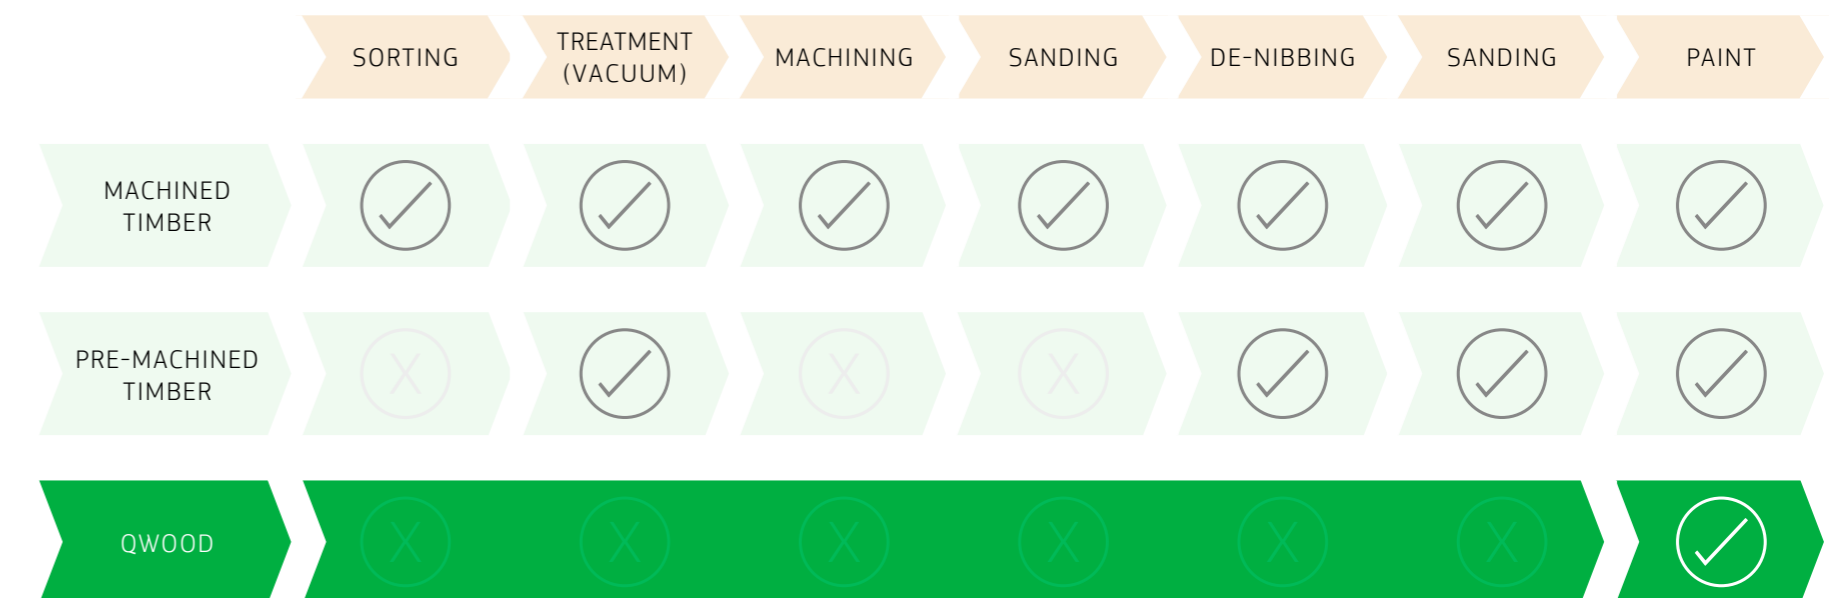 SORTING
TREATMENT
(VACUUM)
MACHINING
SANDING
DE-NIBBING
SANDING
PAINT
MACHINED
TIMBER
PRE-MACHINED
TIMBER
X
X
X
QWOOD
X
X
X
X
X
X